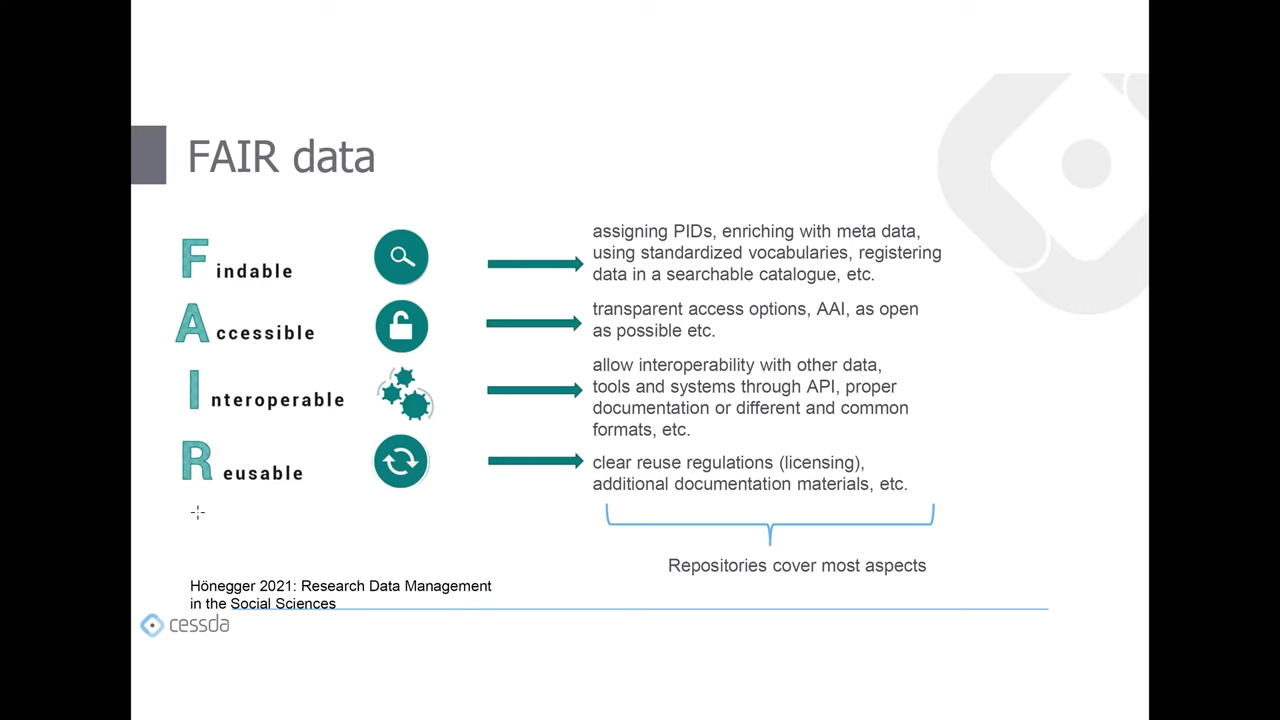 FAIR data
Findable
assigning PIDs, enriching with meta data,
using standardized vocabularies, registering
data in a searchable catalogue, etc.
Accessible
transparent access options, AAI, as open
as possible etc.
Interoperable
allow interoperability with other data,
tools and systems through API, proper
documentation or different and common
formats, etc.
Reusable
clear reuse regulations (licensing),
additional documentation materials, etc.
Repositories cover most aspects
Hönegger 2021: Research Data Management
in the Social Sciences
cessda